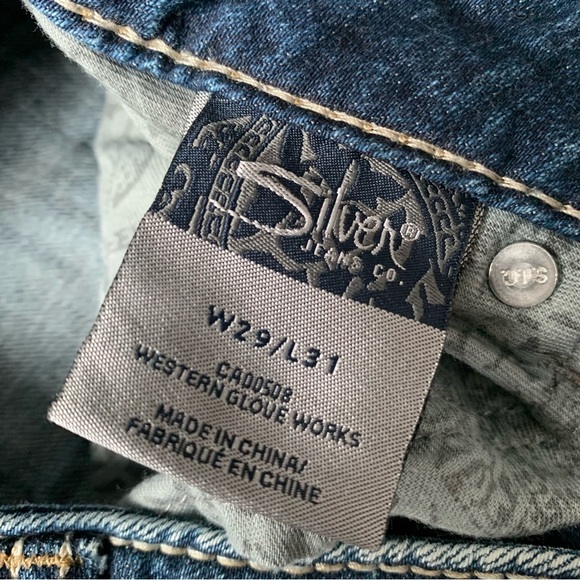 Silver®
JEANS CO.
W29/L31
CA00508
WESTERN GLOVE WORKS
MADE IN CHINA/
FABRIQUÉ EN CHINE